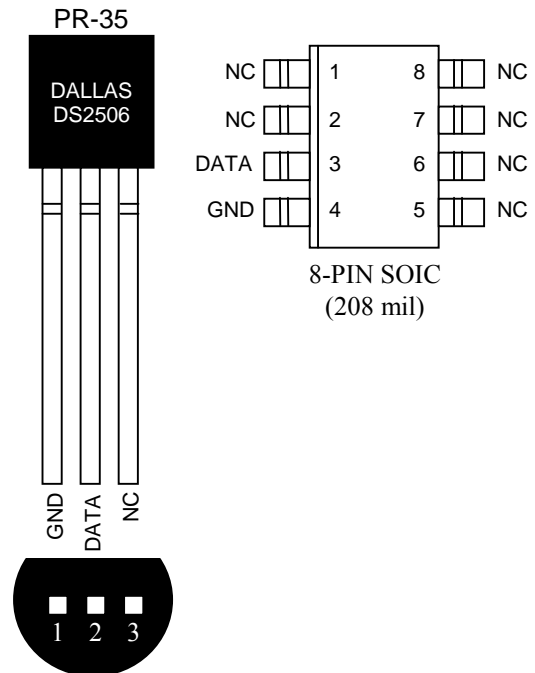 PR-35
DALLAS
DS2506
GND
DATA
NC
1 2 3
NC 1 8 NC
NC 2 7 NC
DATA 3 6 NC
GND 4 5 NC
8-PIN SOIC
(208 mil)